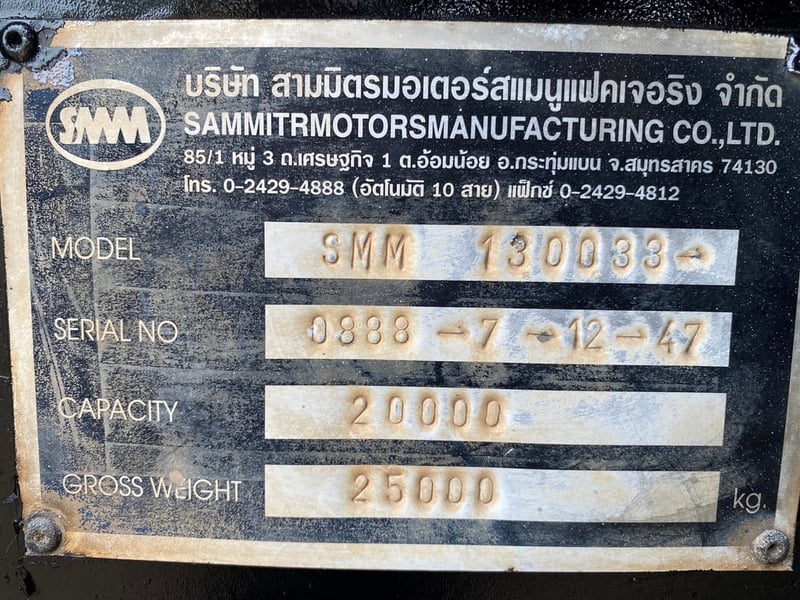 SMM
บริษัท สามมิตรมอเตอร์สแมนูแฟคเจอริง จำกัด
SAMMITRMOTORSMANUFACTURING CO.,LTD.
85/1 หมู่ 3 ถ.เศรษฐกิจ 1 ต.อ้อมน้อย อ.กระทุ่มแบน จ.สมุทรสาคร 74130
โทร. 0-2429-4888 (อัตโนมัติ 10 สาย) แฟ็กซ์ 0-2429-4812
MODEL SMM 130033→
SERIAL NO 0888→7→12→47
CAPACITY 20000
GROSS WEIGHT 25000 kg.